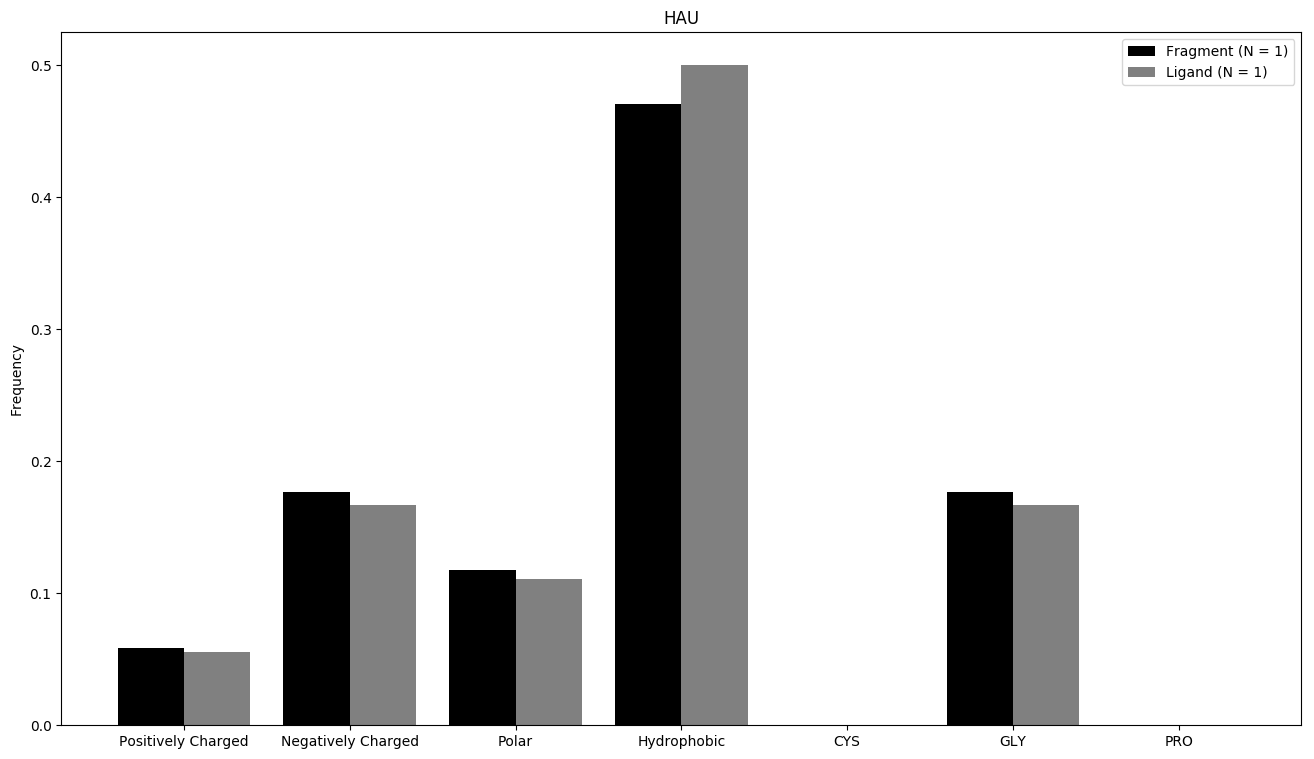 HAU
Fragment (N = 1)
Ligand (N = 1)
Frequency
0.5
0.4
0.3
0.2
0.1
0.0
Positively Charged Negatively Charged Polar Hydrophobic CYS GLY PRO